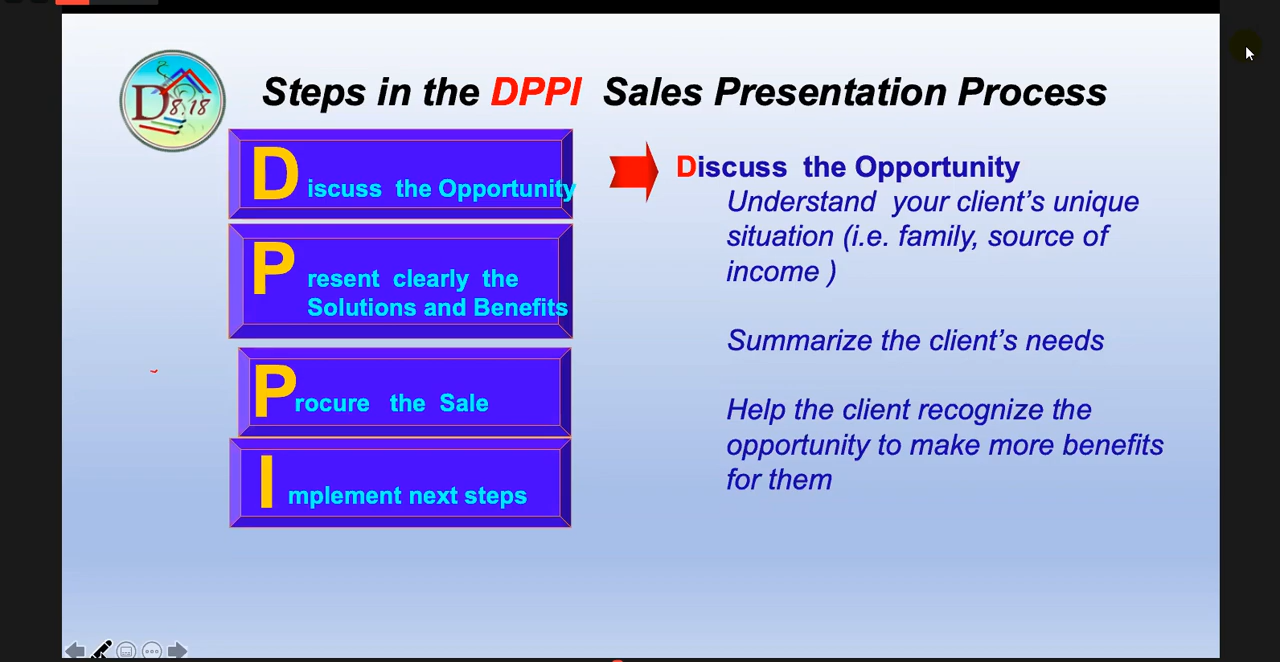 D 8:18
Steps in the DPPI Sales Presentation Process
Discuss the Opportunity
Present clearly the
Solutions and Benefits
Procure the Sale
Implement next steps
Discuss the Opportunity
Understand your client's unique
situation (i.e. family, source of
income )
Summarize the client's needs
Help the client recognize the
opportunity to make more benefits
for them